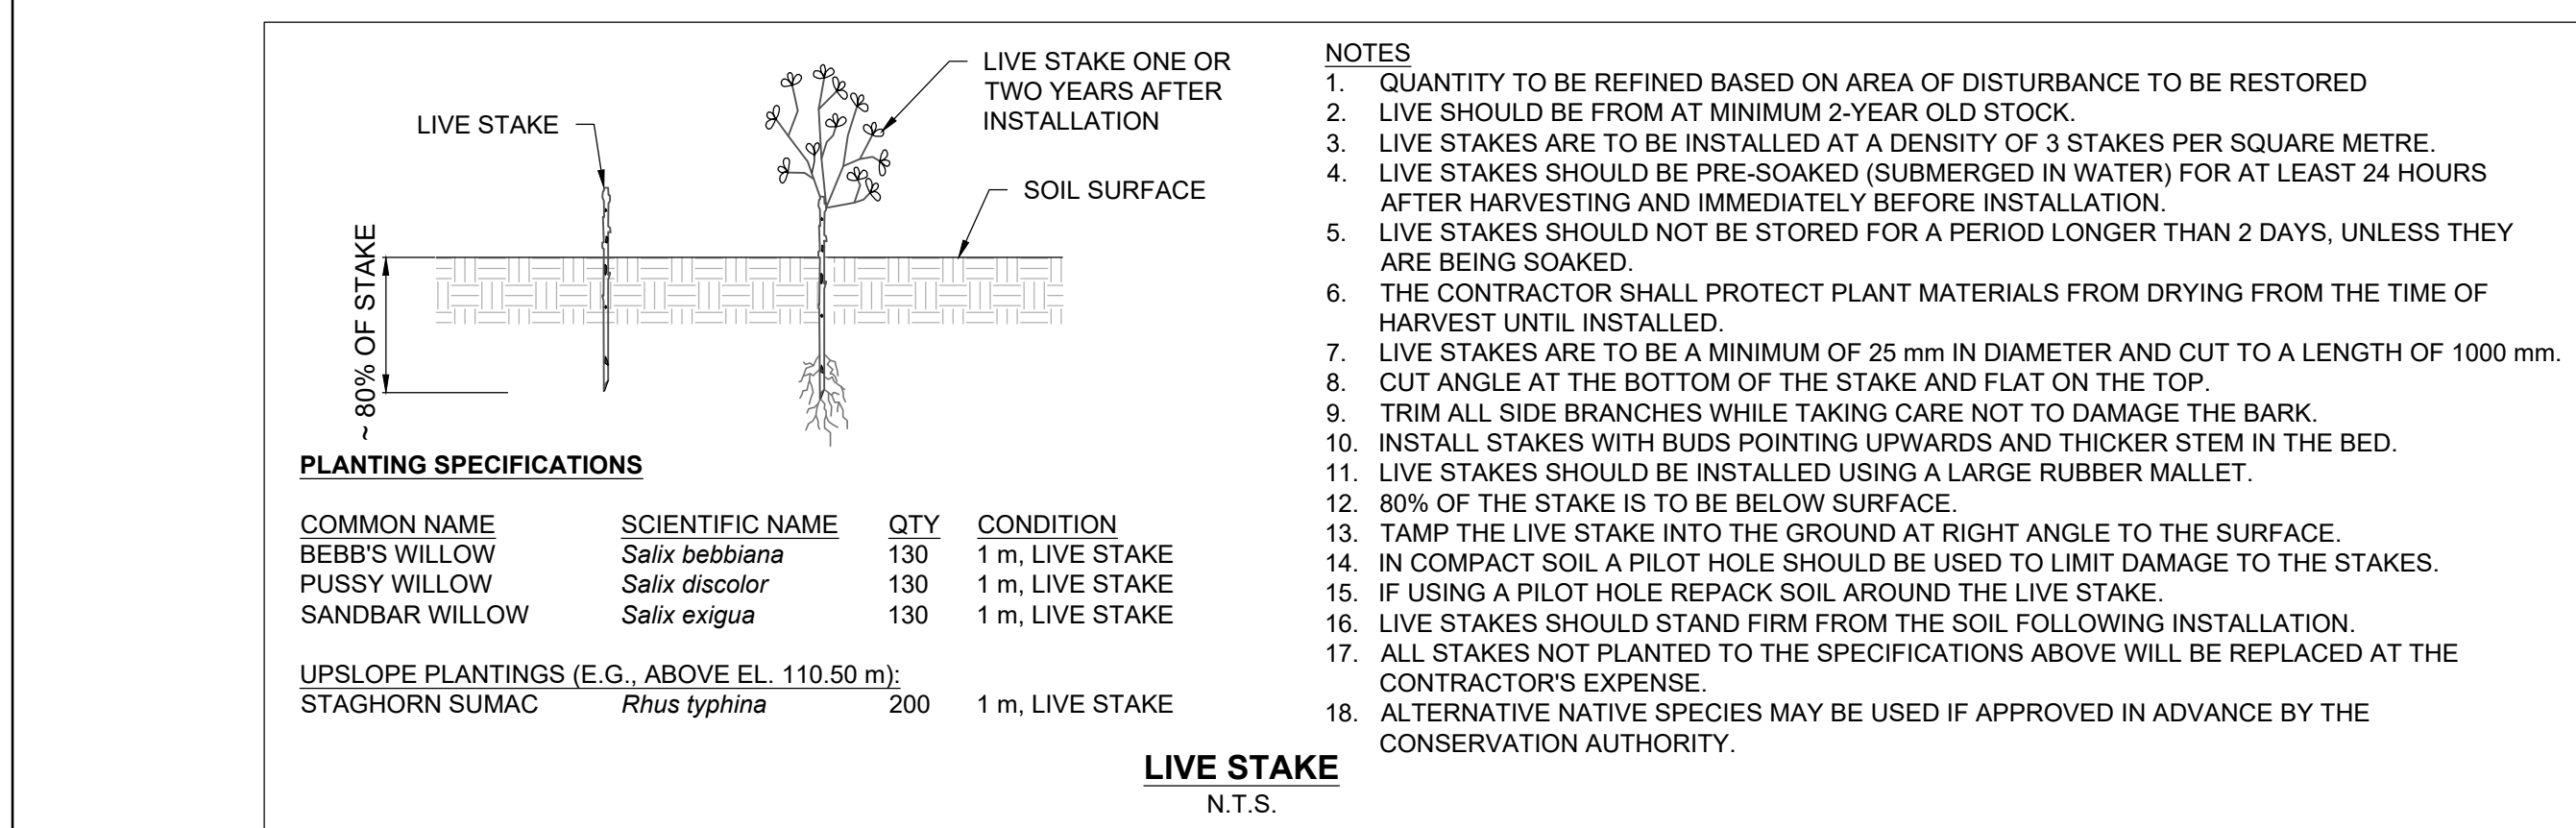 LIVE STAKE
LIVE STAKE ONE OR
TWO YEARS AFTER
INSTALLATION
SOIL SURFACE
~ 80% OF STAKE
PLANTING SPECIFICATIONS
COMMON NAME SCIENTIFIC NAME QTY CONDITION
BEBB'S WILLOW Salix bebbiana 130 1 m, LIVE STAKE
PUSSY WILLOW Salix discolor 130 1 m, LIVE STAKE
SANDBAR WILLOW Salix exigua 130 1 m, LIVE STAKE
UPSLOPE PLANTINGS (E.G., ABOVE EL. 110.50 m):
STAGHORN SUMAC Rhus typhina 200 1 m, LIVE STAKE
NOTES
1. QUANTITY TO BE REFINED BASED ON AREA OF DISTURBANCE TO BE RESTORED
2. LIVE SHOULD BE FROM AT MINIMUM 2-YEAR OLD STOCK.
3. LIVE STAKES ARE TO BE INSTALLED AT A DENSITY OF 3 STAKES PER SQUARE METRE.
4. LIVE STAKES SHOULD BE PRE-SOAKED (SUBMERGED IN WATER) FOR AT LEAST 24 HOURS
AFTER HARVESTING AND IMMEDIATELY BEFORE INSTALLATION.
5. LIVE STAKES SHOULD NOT BE STORED FOR A PERIOD LONGER THAN 2 DAYS, UNLESS THEY
ARE BEING SOAKED.
6. THE CONTRACTOR SHALL PROTECT PLANT MATERIALS FROM DRYING FROM THE TIME OF
HARVEST UNTIL INSTALLED.
7. LIVE STAKES ARE TO BE A MINIMUM OF 25 mm IN DIAMETER AND CUT TO A LENGTH OF 1000 mm.
8. CUT ANGLE AT THE BOTTOM OF THE STAKE AND FLAT ON THE TOP.
9. TRIM ALL SIDE BRANCHES WHILE TAKING CARE NOT TO DAMAGE THE BARK.
10. INSTALL STAKES WITH BUDS POINTING UPWARDS AND THICKER STEM IN THE BED.
11. LIVE STAKES SHOULD BE INSTALLED USING A LARGE RUBBER MALLET.
12. 80% OF THE STAKE IS TO BE BELOW SURFACE.
13. TAMP THE LIVE STAKE INTO THE GROUND AT RIGHT ANGLE TO THE SURFACE.
14. IN COMPACT SOIL A PILOT HOLE SHOULD BE USED TO LIMIT DAMAGE TO THE STAKES.
15. IF USING A PILOT HOLE REPACK SOIL AROUND THE LIVE STAKE.
16. LIVE STAKES SHOULD STAND FIRM FROM THE SOIL FOLLOWING INSTALLATION.
17. ALL STAKES NOT PLANTED TO THE SPECIFICATIONS ABOVE WILL BE REPLACED AT THE
CONTRACTOR'S EXPENSE.
18. ALTERNATIVE NATIVE SPECIES MAY BE USED IF APPROVED IN ADVANCE BY THE
CONSERVATION AUTHORITY.
LIVE STAKE
N.T.S.